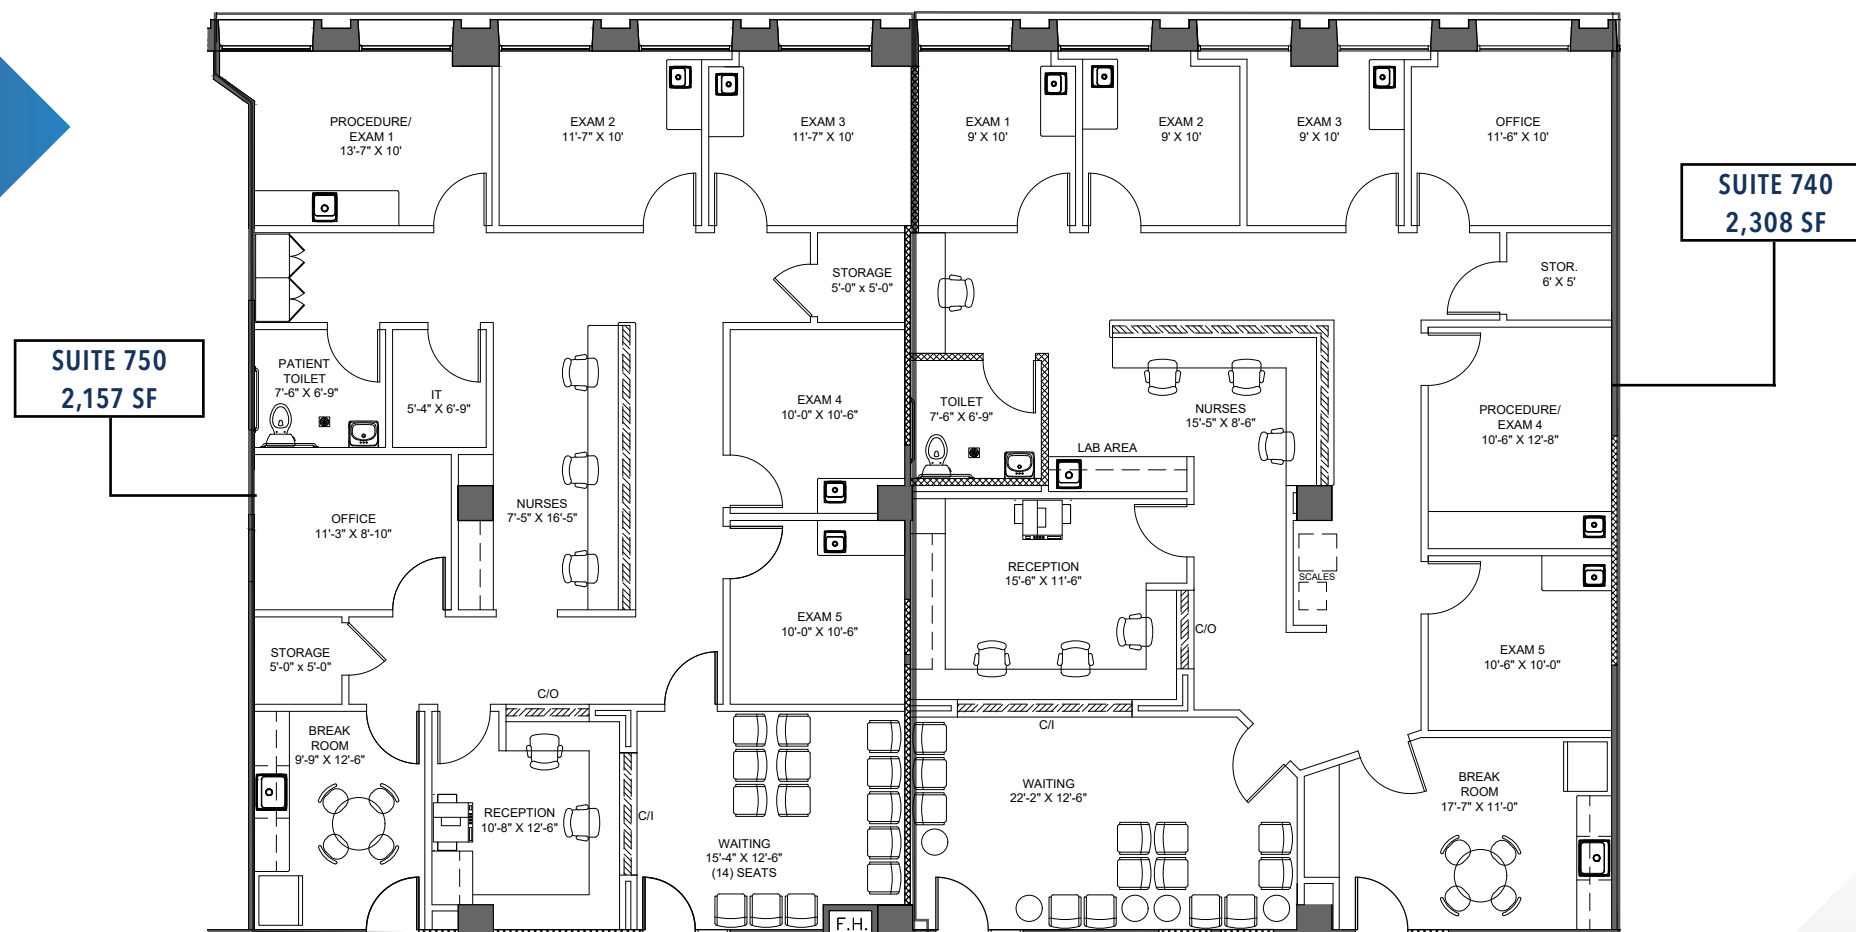 PROCEDURE/
EXAM 1
13'-7" X 10'
EXAM 2
11'-7" X 10'
EXAM 3
11'-7" X 10'
EXAM 1
9' X 10'
EXAM 2
9' X 10'
EXAM 3
9' X 10'
OFFICE
11'-6" X 10'
SUITE 740
2,308 SF
STORAGE
5'-0" x 5'-0"
STOR.
6' X 5'
SUITE 750
2,157 SF
PATIENT
TOILET
7'-6" X 6'-9"
IT
5'-4" X 6'-9"
EXAM 4
10'-0" X 10'-6"
TOILET
7'-6" X 6'-9"
NURSES
15'-5" X 8'-6"
PROCEDURE/
EXAM 4
10'-6" X 12'-8"
LAB AREA
OFFICE
11'-3" X 8'-10"
NURSES
7'-5" X 16'-5"
RECEPTION
15'-6" X 11'-6"
SCALES
EXAM 5
10'-0" X 10'-6"
C/O
STORAGE
5'-0" x 5'-0"
EXAM 5
10'-6" X 10'-0"
C/O
C/I
BREAK
ROOM
9'-9" X 12'-6"
RECEPTION
10'-8" X 12'-6"
C/I
WAITING
15'-4" X 12'-6"
(14) SEATS
WAITING
22'-2" X 12'-6"
BREAK
ROOM
17'-7" X 11'-0"
F.H.